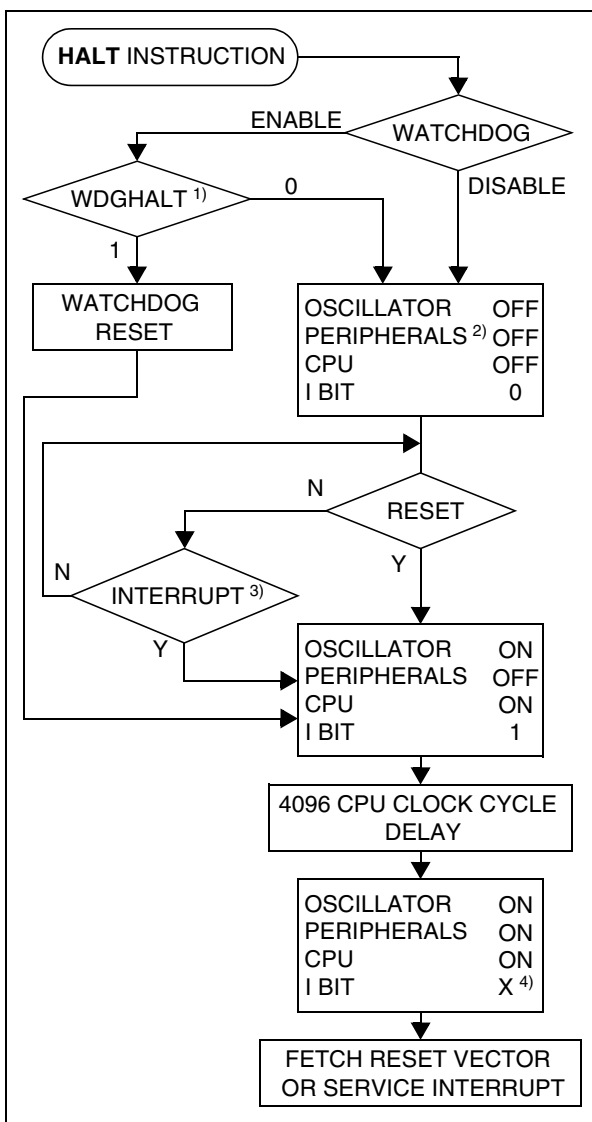 HALT INSTRUCTION
WATCHDOG
ENABLE
DISABLE
WDGHALT 1)
0
1
WATCHDOG
RESET
OSCILLATOR OFF
PERIPHERALS 2) OFF
CPU OFF
I BIT 0
RESET
N
Y
INTERRUPT 3)
N
Y
OSCILLATOR ON
PERIPHERALS OFF
CPU ON
I BIT 1
4096 CPU CLOCK CYCLE
DELAY
OSCILLATOR ON
PERIPHERALS ON
CPU ON
I BIT X 4)
FETCH RESET VECTOR
OR SERVICE INTERRUPT